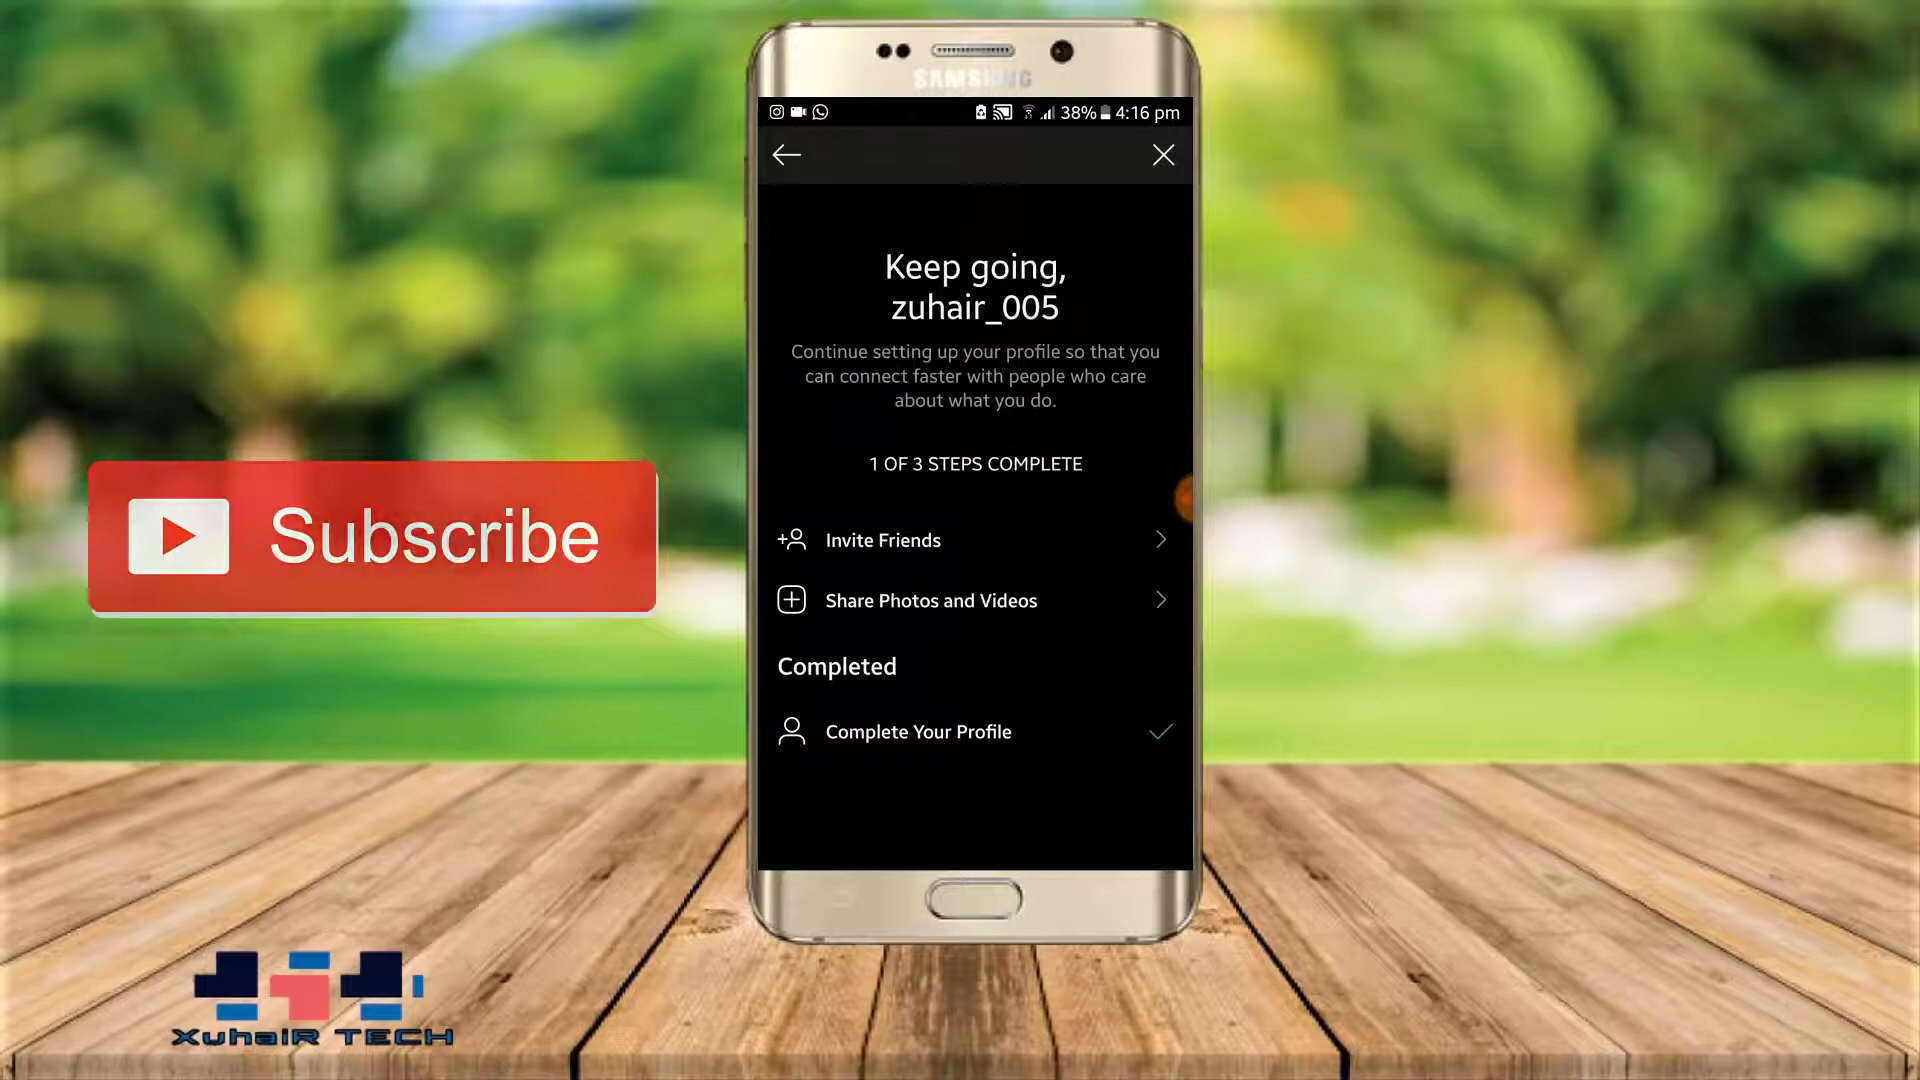 SAMSUNG
38% 4:16 pm
Keep going,
zuhair_005
Continue setting up your profile so that you
can connect faster with people who care
about what you do.
1 OF 3 STEPS COMPLETE
Invite Friends
Share Photos and Videos
Completed
Complete Your Profile
Subscribe
XuhaiR TECH